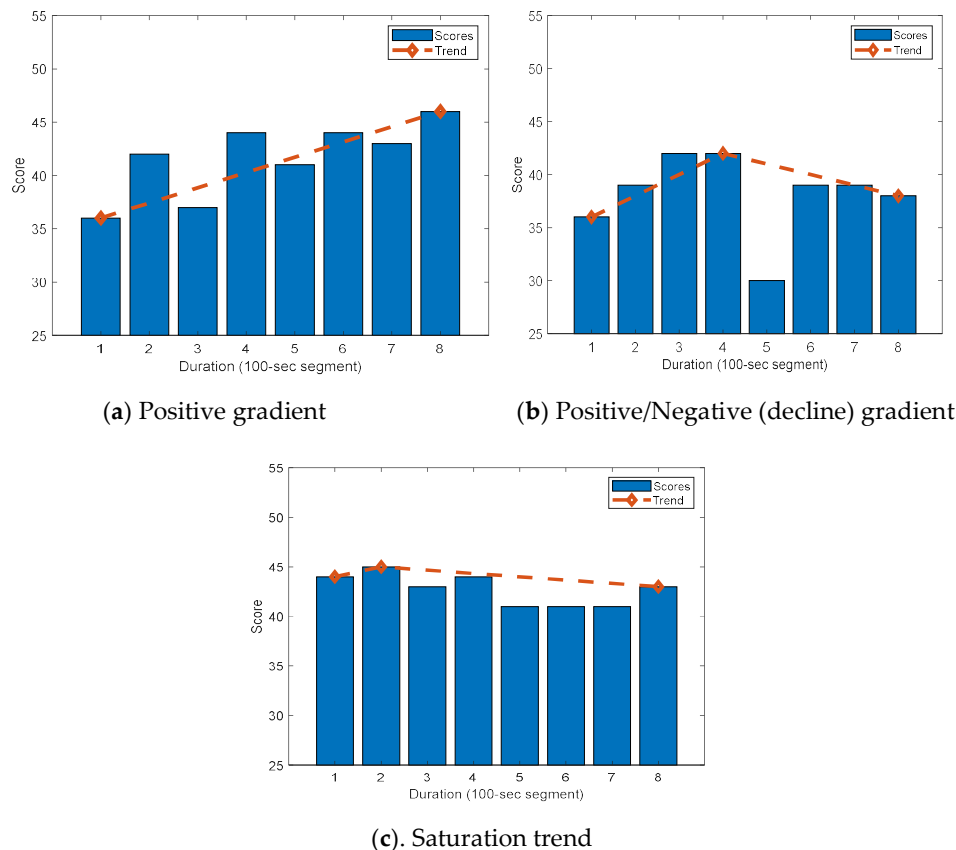 55
50
45
40
35
30
25
Score
1 2 3 4 5 6 7 8
Duration (100-sec segment)
Scores
Trend
(a) Positive gradient
55
50
45
40
35
30
25
Score
1 2 3 4 5 6 7 8
Duration (100-sec segment)
Scores
Trend
(b) Positive/Negative (decline) gradient
55
50
45
40
35
30
25
Score
1 2 3 4 5 6 7 8
Duration (100-sec segment)
Scores
Trend
(c). Saturation trend